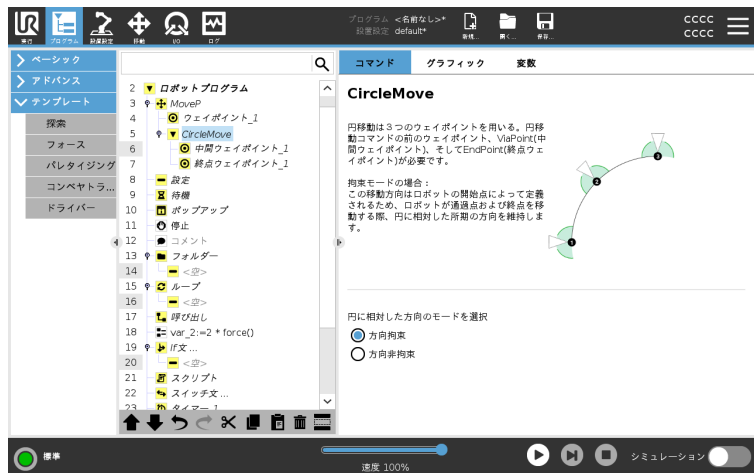 UR
実行
プログラム
設置設定
移動
I/O
ログ
プログラム <名前なし>*
設置設定 default*
新規...
開く...
保存...
cccc
cccc
ベーシック
アドバンス
テンプレート
探索
フォース
パレタイジング
コンベヤトラ...
ドライバー
2 ロボットプログラム
3 MoveP
4 ウェイポイント_1
5 CircleMove
6 中間ウェイポイント_1
7 終点ウェイポイント_1
8 設定
9 待機
10 ポップアップ
11 停止
12 コメント
13 フォルダー
14 <空>
15 ループ
16 <空>
17 呼び出し
18 var_2:=2 * force()
19 If文 ...
20 <空>
21 スクリプト
22 スイッチ文 ...
23 タイマー_1
コマンド グラフィック 変数
CircleMove
円移動は３つのウェイポイントを用いる。円移
動コマンドの前のウェイポイント、ViaPoint(中
間ウェイポイント)、そしてEndPoint(終点ウェ
イポイント)が必要です。
拘束モードの場合：
この移動方向はロボットの開始点によって定義
されるため、ロボットが通過点および終点を移
動する際、円に相対した所期の方向を維持しま
す。
1
2
3
円に相対した方向のモードを選択
方向拘束
方向非拘束
標準
速度 100%
シミュレーション